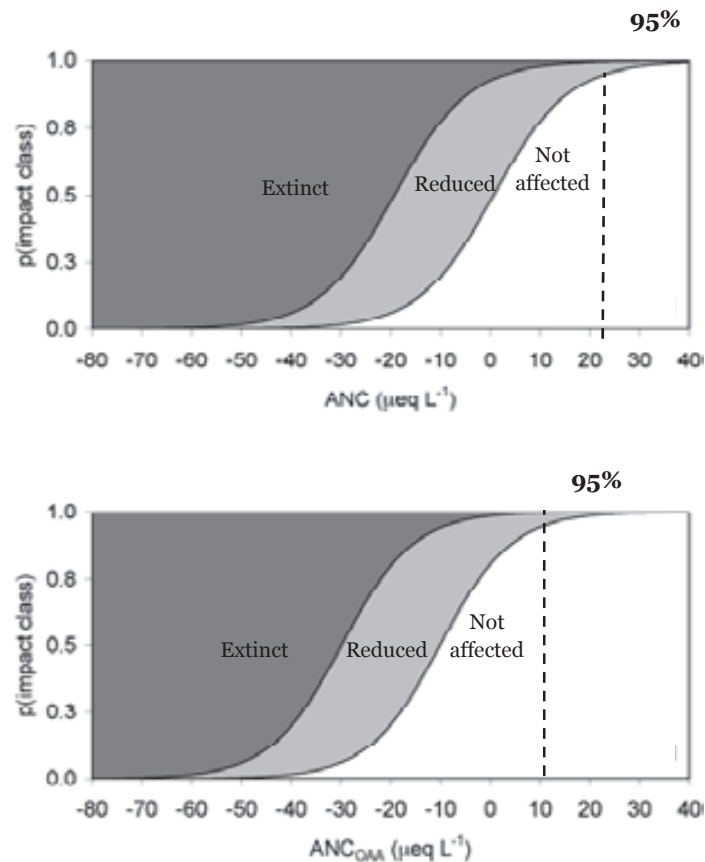 95%
1.0
0.8
0.5
0.3
0.0
p(impact class)
Extinct
Reduced
Not
affected
-80 -70 -60 -50 -40 -30 -20 -10 0 10 20 30 40
ANC (µeq L⁻¹)
95%
1.0
0.8
0.5
0.3
0.0
p(impact class)
Extinct
Reduced
Not
affected
-80 -70 -60 -50 -40 -30 -20 -10 0 10 20 30 40
ANC_OAA (µeq L⁻¹)